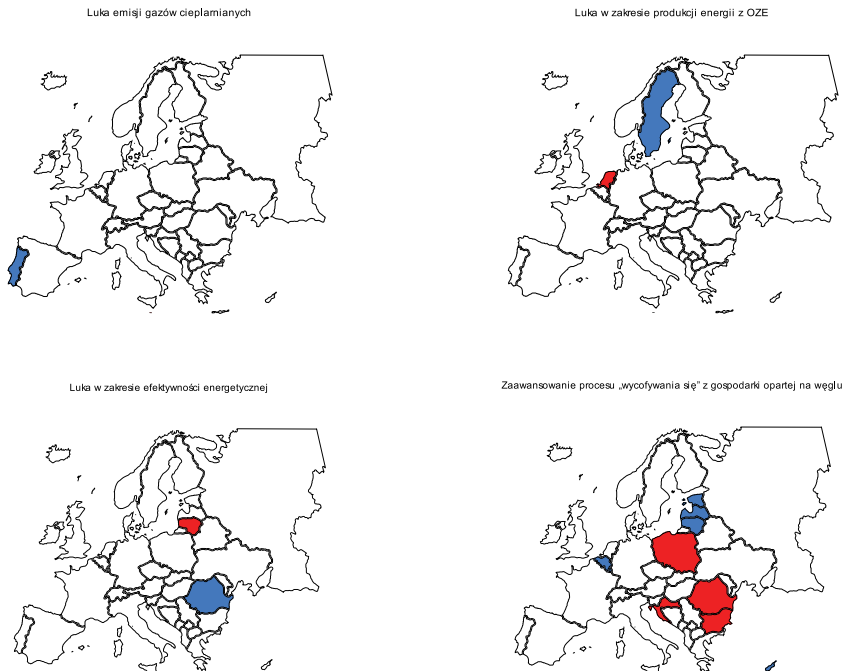 Luka emisji gazów cieplarnianych
Luka w zakresie produkcji energii z OZE
Luka w zakresie efektywności energetycznej
Zaawansowanie procesu „wycofywania się” z gospodarki opartej na węglu